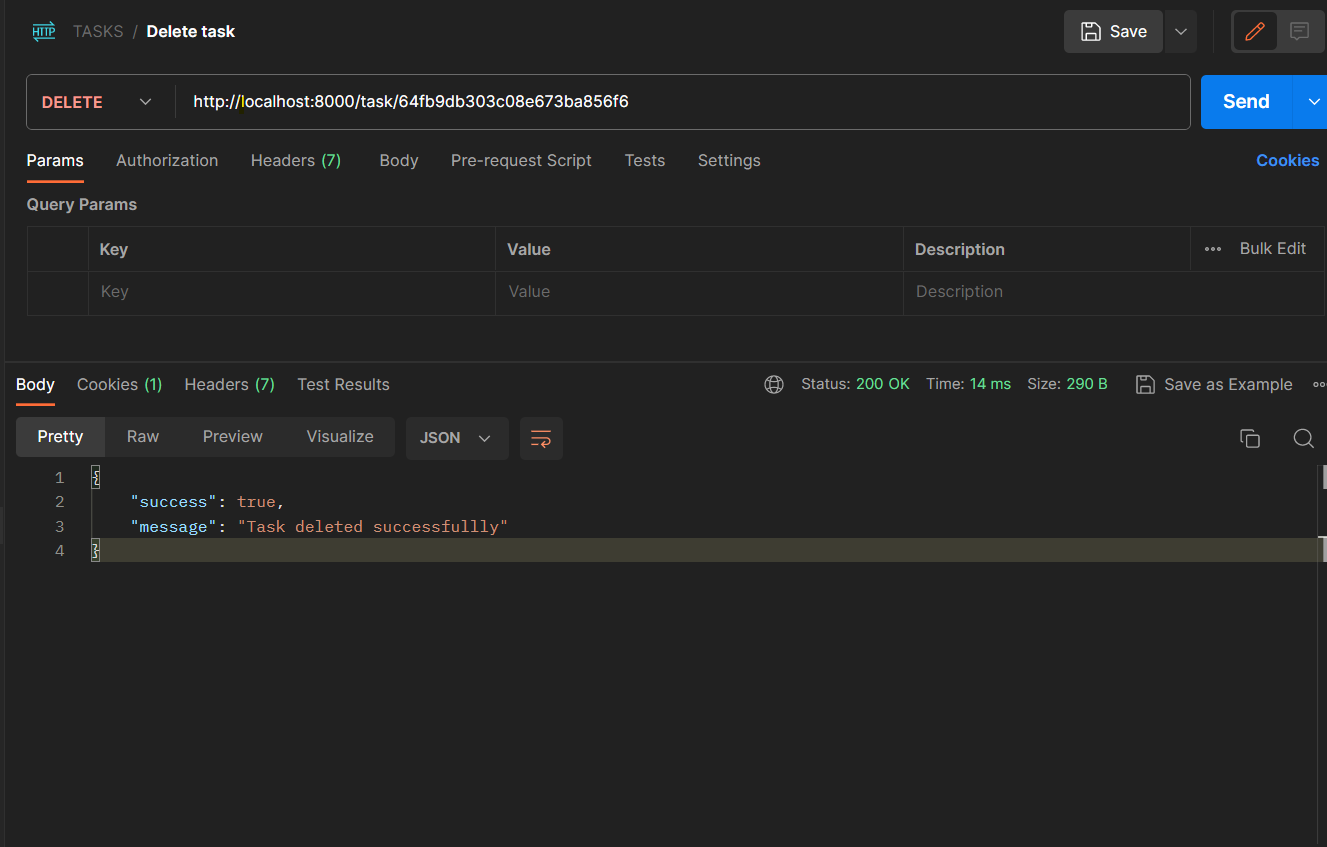 HTTP TASKS / Delete task Save
DELETE http://localhost:8000/task/64fb9db303c08e673ba856f6 Send
Params Authorization Headers (7) Body Pre-request Script Tests Settings Cookies
Query Params
Key Value Description Bulk Edit
Key Value Description
Body Cookies (1) Headers (7) Test Results Status: 200 OK Time: 14 ms Size: 290 B Save as Example
Pretty Raw Preview Visualize JSON
1 {
2 "success": true,
3 "message": "Task deleted successfullly"
4 }